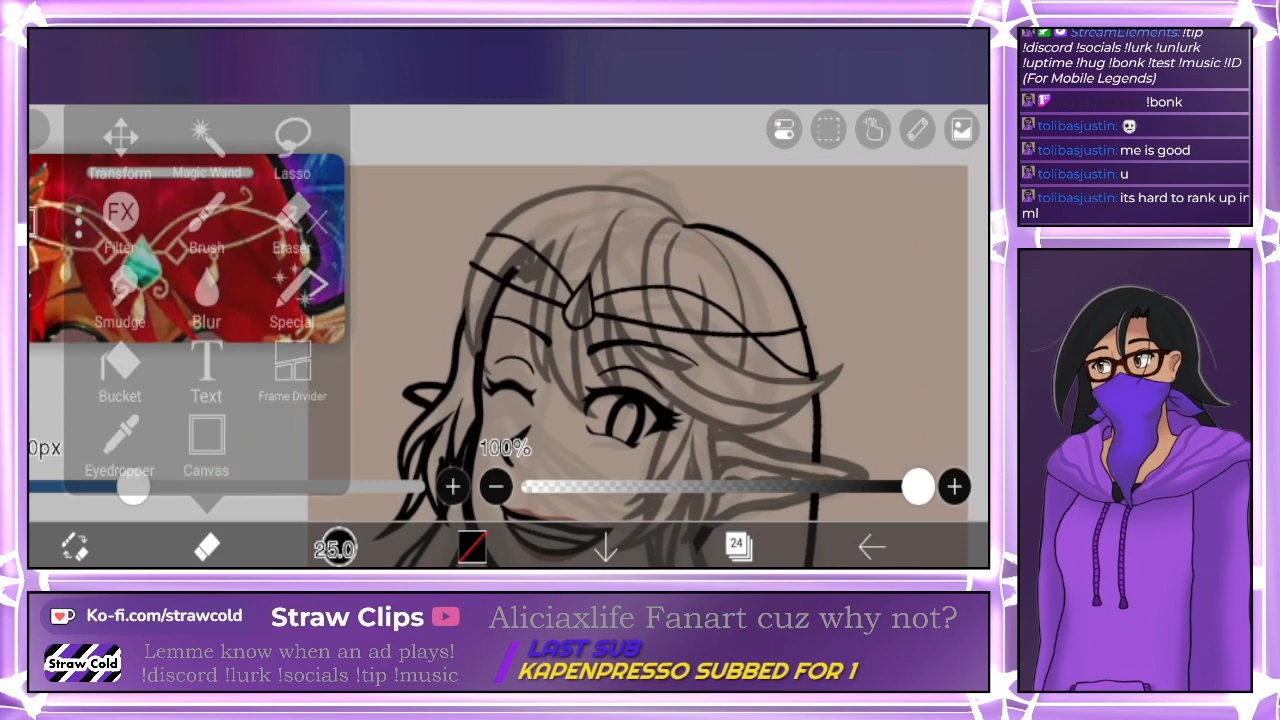 StreamElements: !tip
!discord !socials !lurk !unlurk
!uptime !hug !bonk !test !music !ID
(For Mobile Legends)
!bonk
tolibasjustin:
tolibasjustin: me is good
tolibasjustin: u
tolibasjustin: its hard to rank up in
ml
Transform
Magic Wand
Lasso
FX
Filter
Brush
Eraser
Smudge
Blur
Special
T
Bucket
Text
Frame Divider
Eyedropper
Canvas
0px
100%
25.0
24
Ko-fi.com/strawcold
Straw Clips
Aliciaxlife Fanart cuz why not?
Straw Cold
Lemme know when an ad plays!
!discord !lurk !socials !tip !music
LAST SUB
KAPENPRESSO SUBBED FOR 1